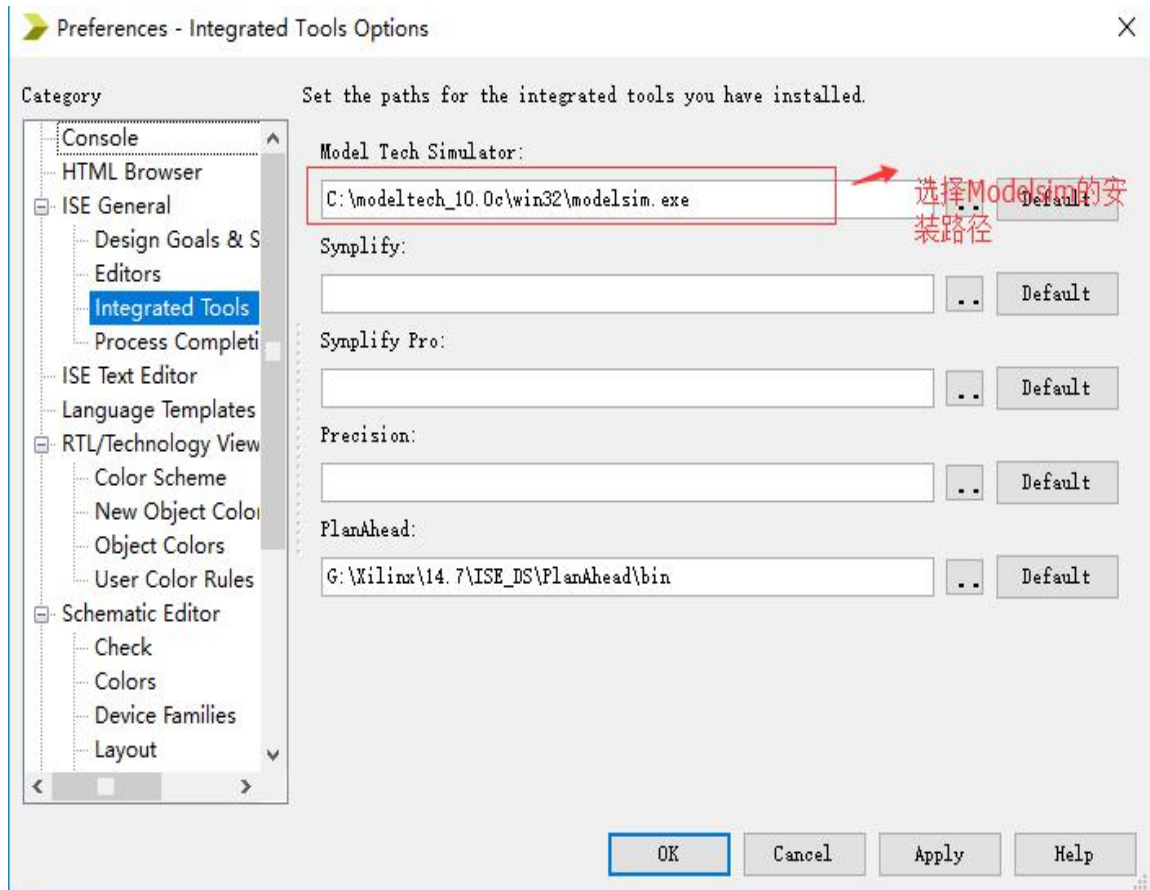 Preferences - Integrated Tools Options
Category
Console
HTML Browser
ISE General
Design Goals & S
Editors
Integrated Tools
Process Completi
ISE Text Editor
Language Templates
RTL/Technology View
Color Scheme
New Object Color
Object Colors
User Color Rules
Schematic Editor
Check
Colors
Device Families
Layout
Set the paths for the integrated tools you have installed.
Model Tech Simulator:
C:\modeltech_10.0c\win32\modelsim.exe
..
Default
选择Modelsim的安
装路径
Synplify:
..
Default
Synplify Pro:
..
Default
Precision:
..
Default
PlanAhead:
G:\Xilinx\14.7\ISE_DS\PlanAhead\bin
..
Default
OK
Cancel
Apply
Help